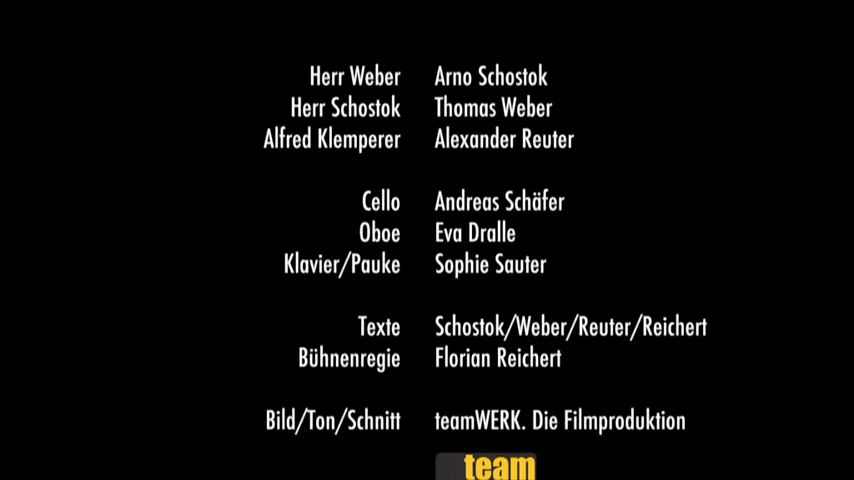 Herr Weber Arno Schostok
Herr Schostok Thomas Weber
Alfred Klemperer Alexander Reuter
Cello Andreas Schäfer
Oboe Eva Dralle
Klavier/Pauke Sophie Sauter
Texte Schostok/Weber/Reuter/Reichert
Bühnenregie Florian Reichert
Bild/Ton/Schnitt teamWERK. Die Filmproduktion
team